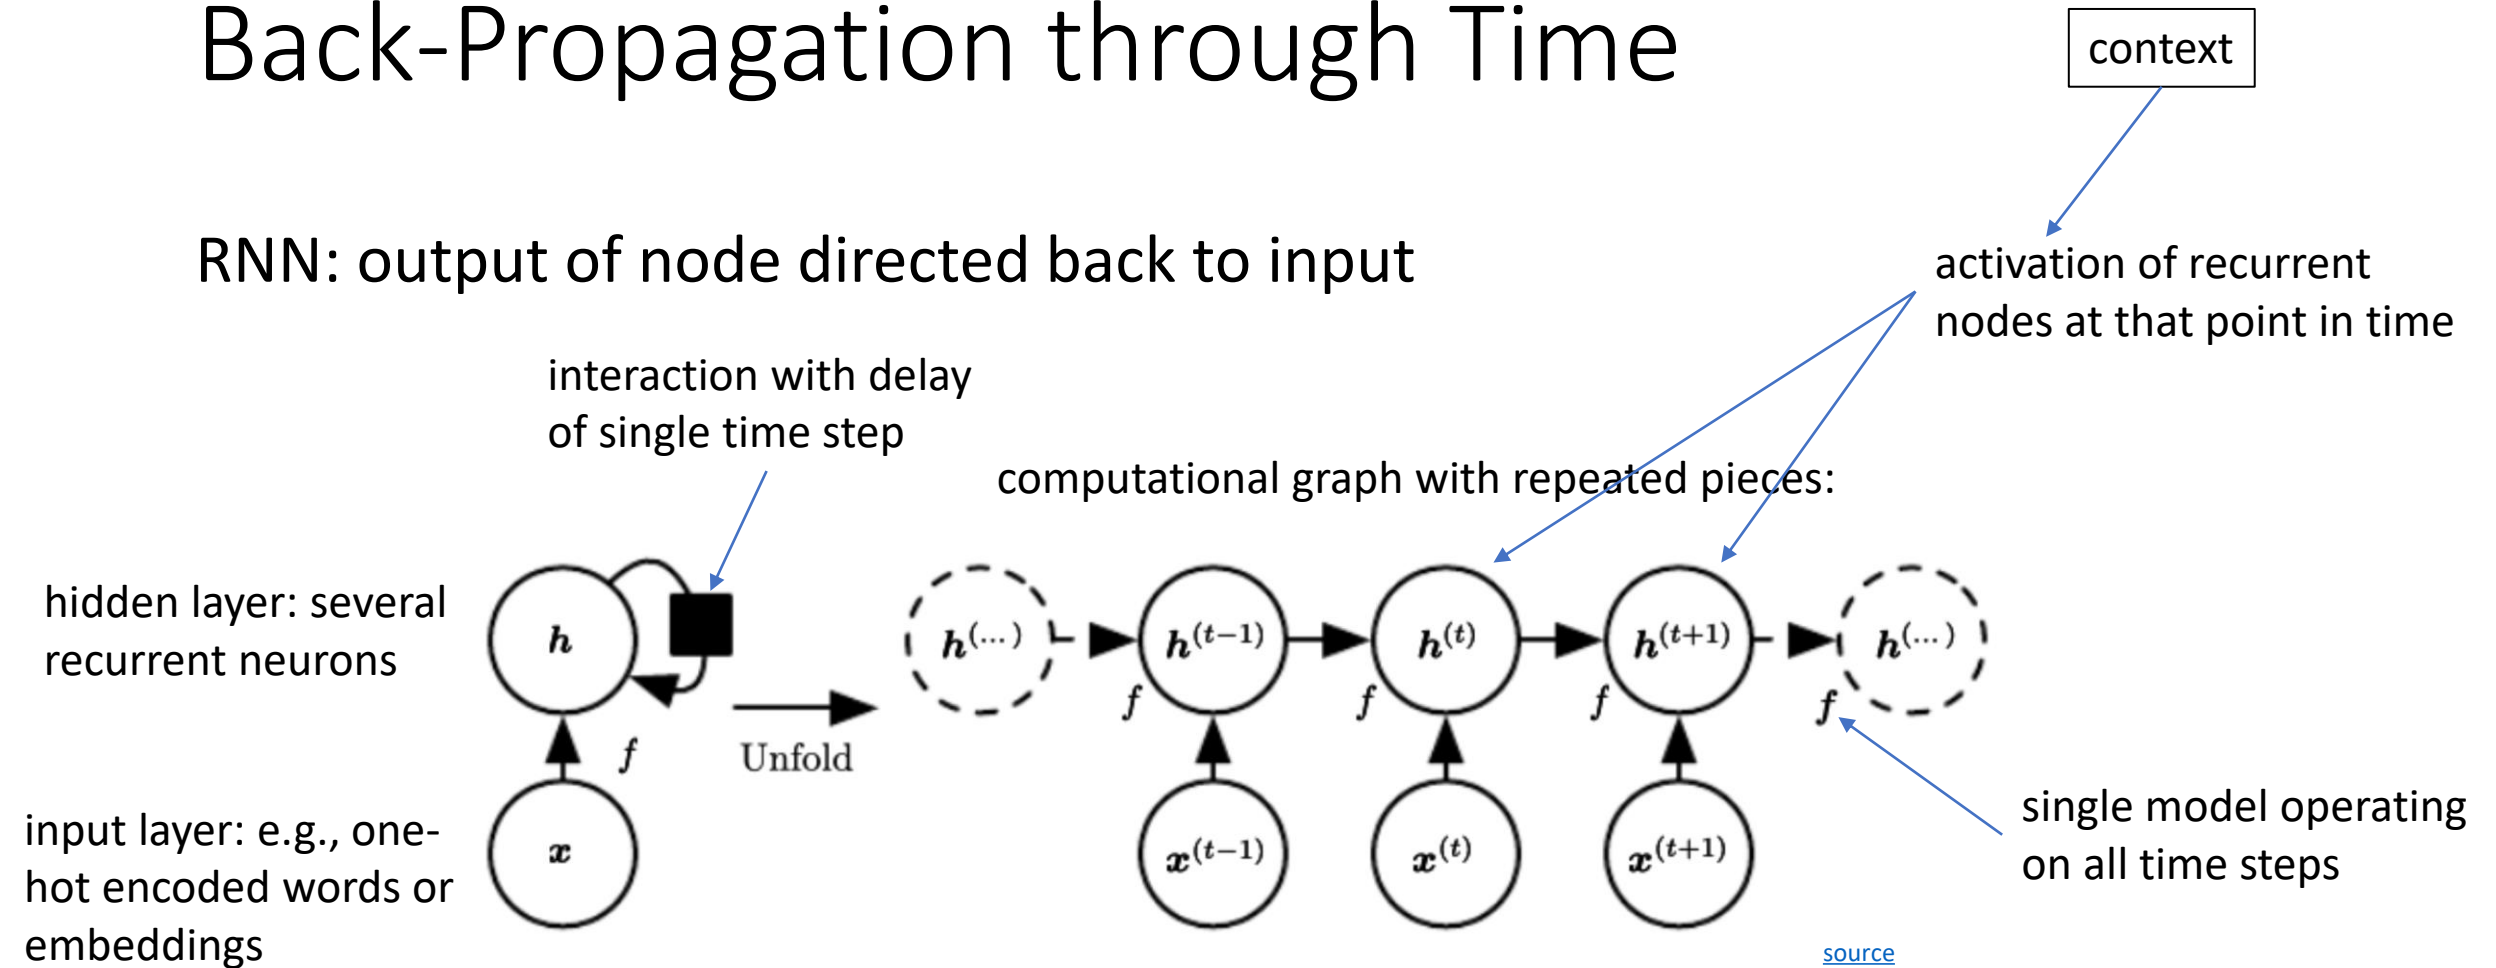 Back-Propagation through Time
context
RNN: output of node directed back to input
activation of recurrent
nodes at that point in time
interaction with delay
of single time step
computational graph with repeated pieces:
hidden layer: several
recurrent neurons
h
h(...)
h(t−1)
h(t)
h(t+1)
h(...)
f
f
f
f
f
Unfold
input layer: e.g., one-
hot encoded words or
embeddings
x
x(t−1)
x(t)
x(t+1)
single model operating
on all time steps
source